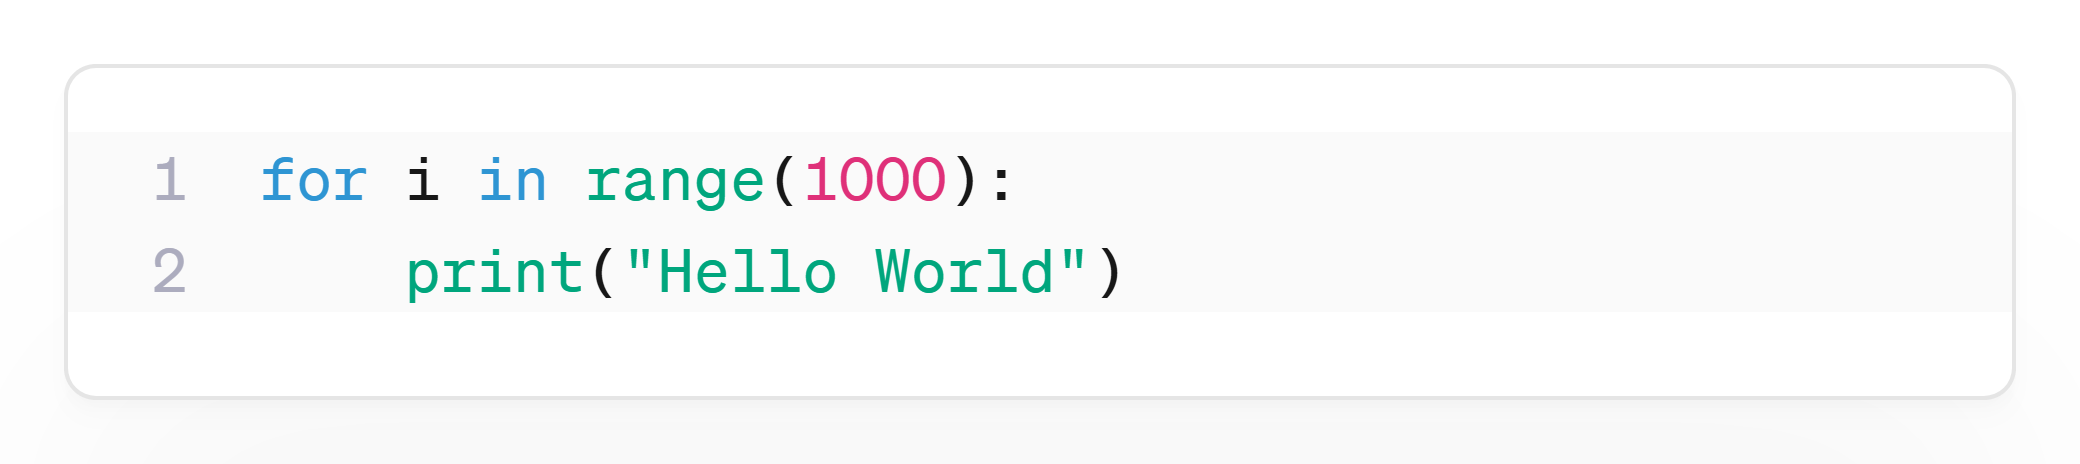 1 for i in range(1000):
2     print("Hello World")